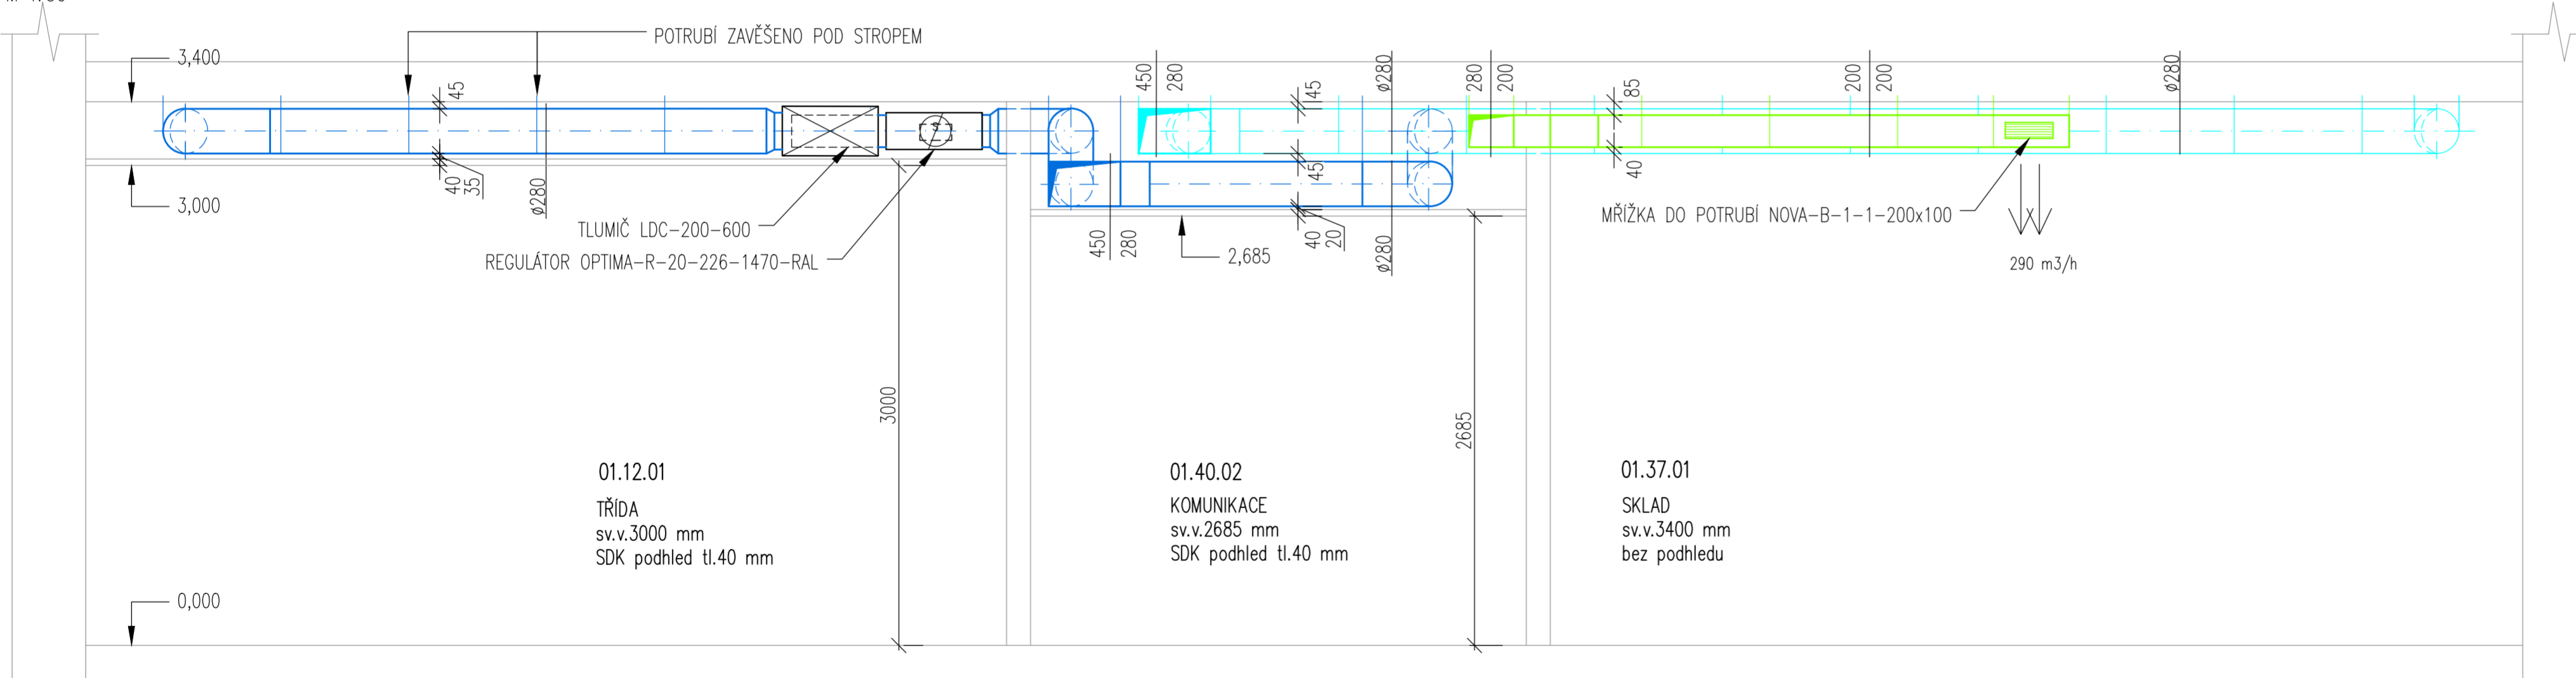 POTRUBÍ ZAVĚŠENO POD STROPEM
3,400
45
450
280
45
ø280
280
200
85
200
200
ø280
40
35
ø280
3,000
45
40
MŘÍŽKA DO POTRUBÍ NOVA-B-1-1-200x100
TLUMIČ LDC-200-600
REGULÁTOR OPTIMA-R-20-226-1470-RAL
450
280
2,685
40
20
ø280
290 m3/h
3000
2685
01.12.01
TŘÍDA
sv.v.3000 mm
SDK podhled tl.40 mm
01.40.02
KOMUNIKACE
sv.v.2685 mm
SDK podhled tl.40 mm
01.37.01
SKLAD
sv.v.3400 mm
bez podhledu
0,000